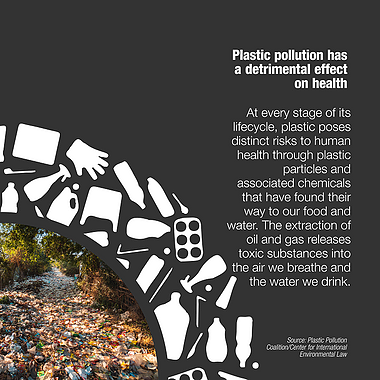 Plastic pollution has
a detrimental effect
on health
At every stage of its
lifecycle, plastic poses
distinct risks to human
health through plastic
particles and
associated chemicals
that have found their
way to our food and
water. The extraction of
oil and gas releases
toxic substances into
the air we breathe and
the water we drink.
Source: Plastic Pollution
Coalition/Center for International
Environmental Law